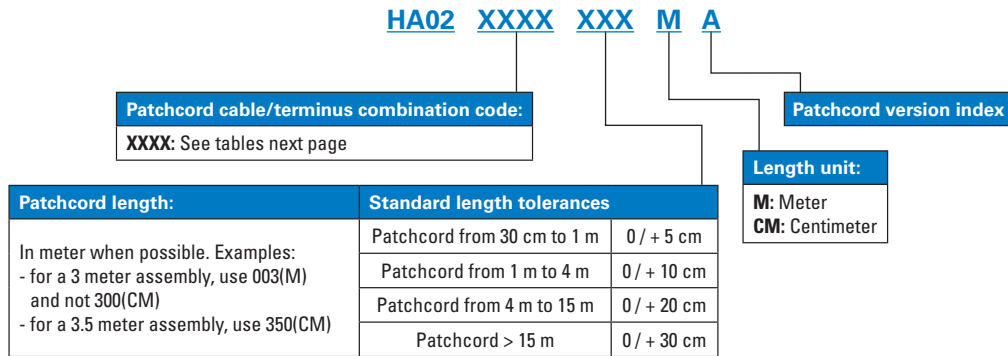 HA02 XXXX XXX M A
Patchcord cable/terminus combination code:
XXXX: See tables next page
Patchcord version index
Length unit:
M: Meter
CM: Centimeter
Patchcord length:
In meter when possible. Examples:
- for a 3 meter assembly, use 003(M)
and not 300(CM)
- for a 3.5 meter assembly, use 350(CM)
Standard length tolerances
Patchcord from 30 cm to 1 m 0 / + 5 cm
Patchcord from 1 m to 4 m 0 / + 10 cm
Patchcord from 4 m to 15 m 0 / + 20 cm
Patchcord > 15 m 0 / + 30 cm